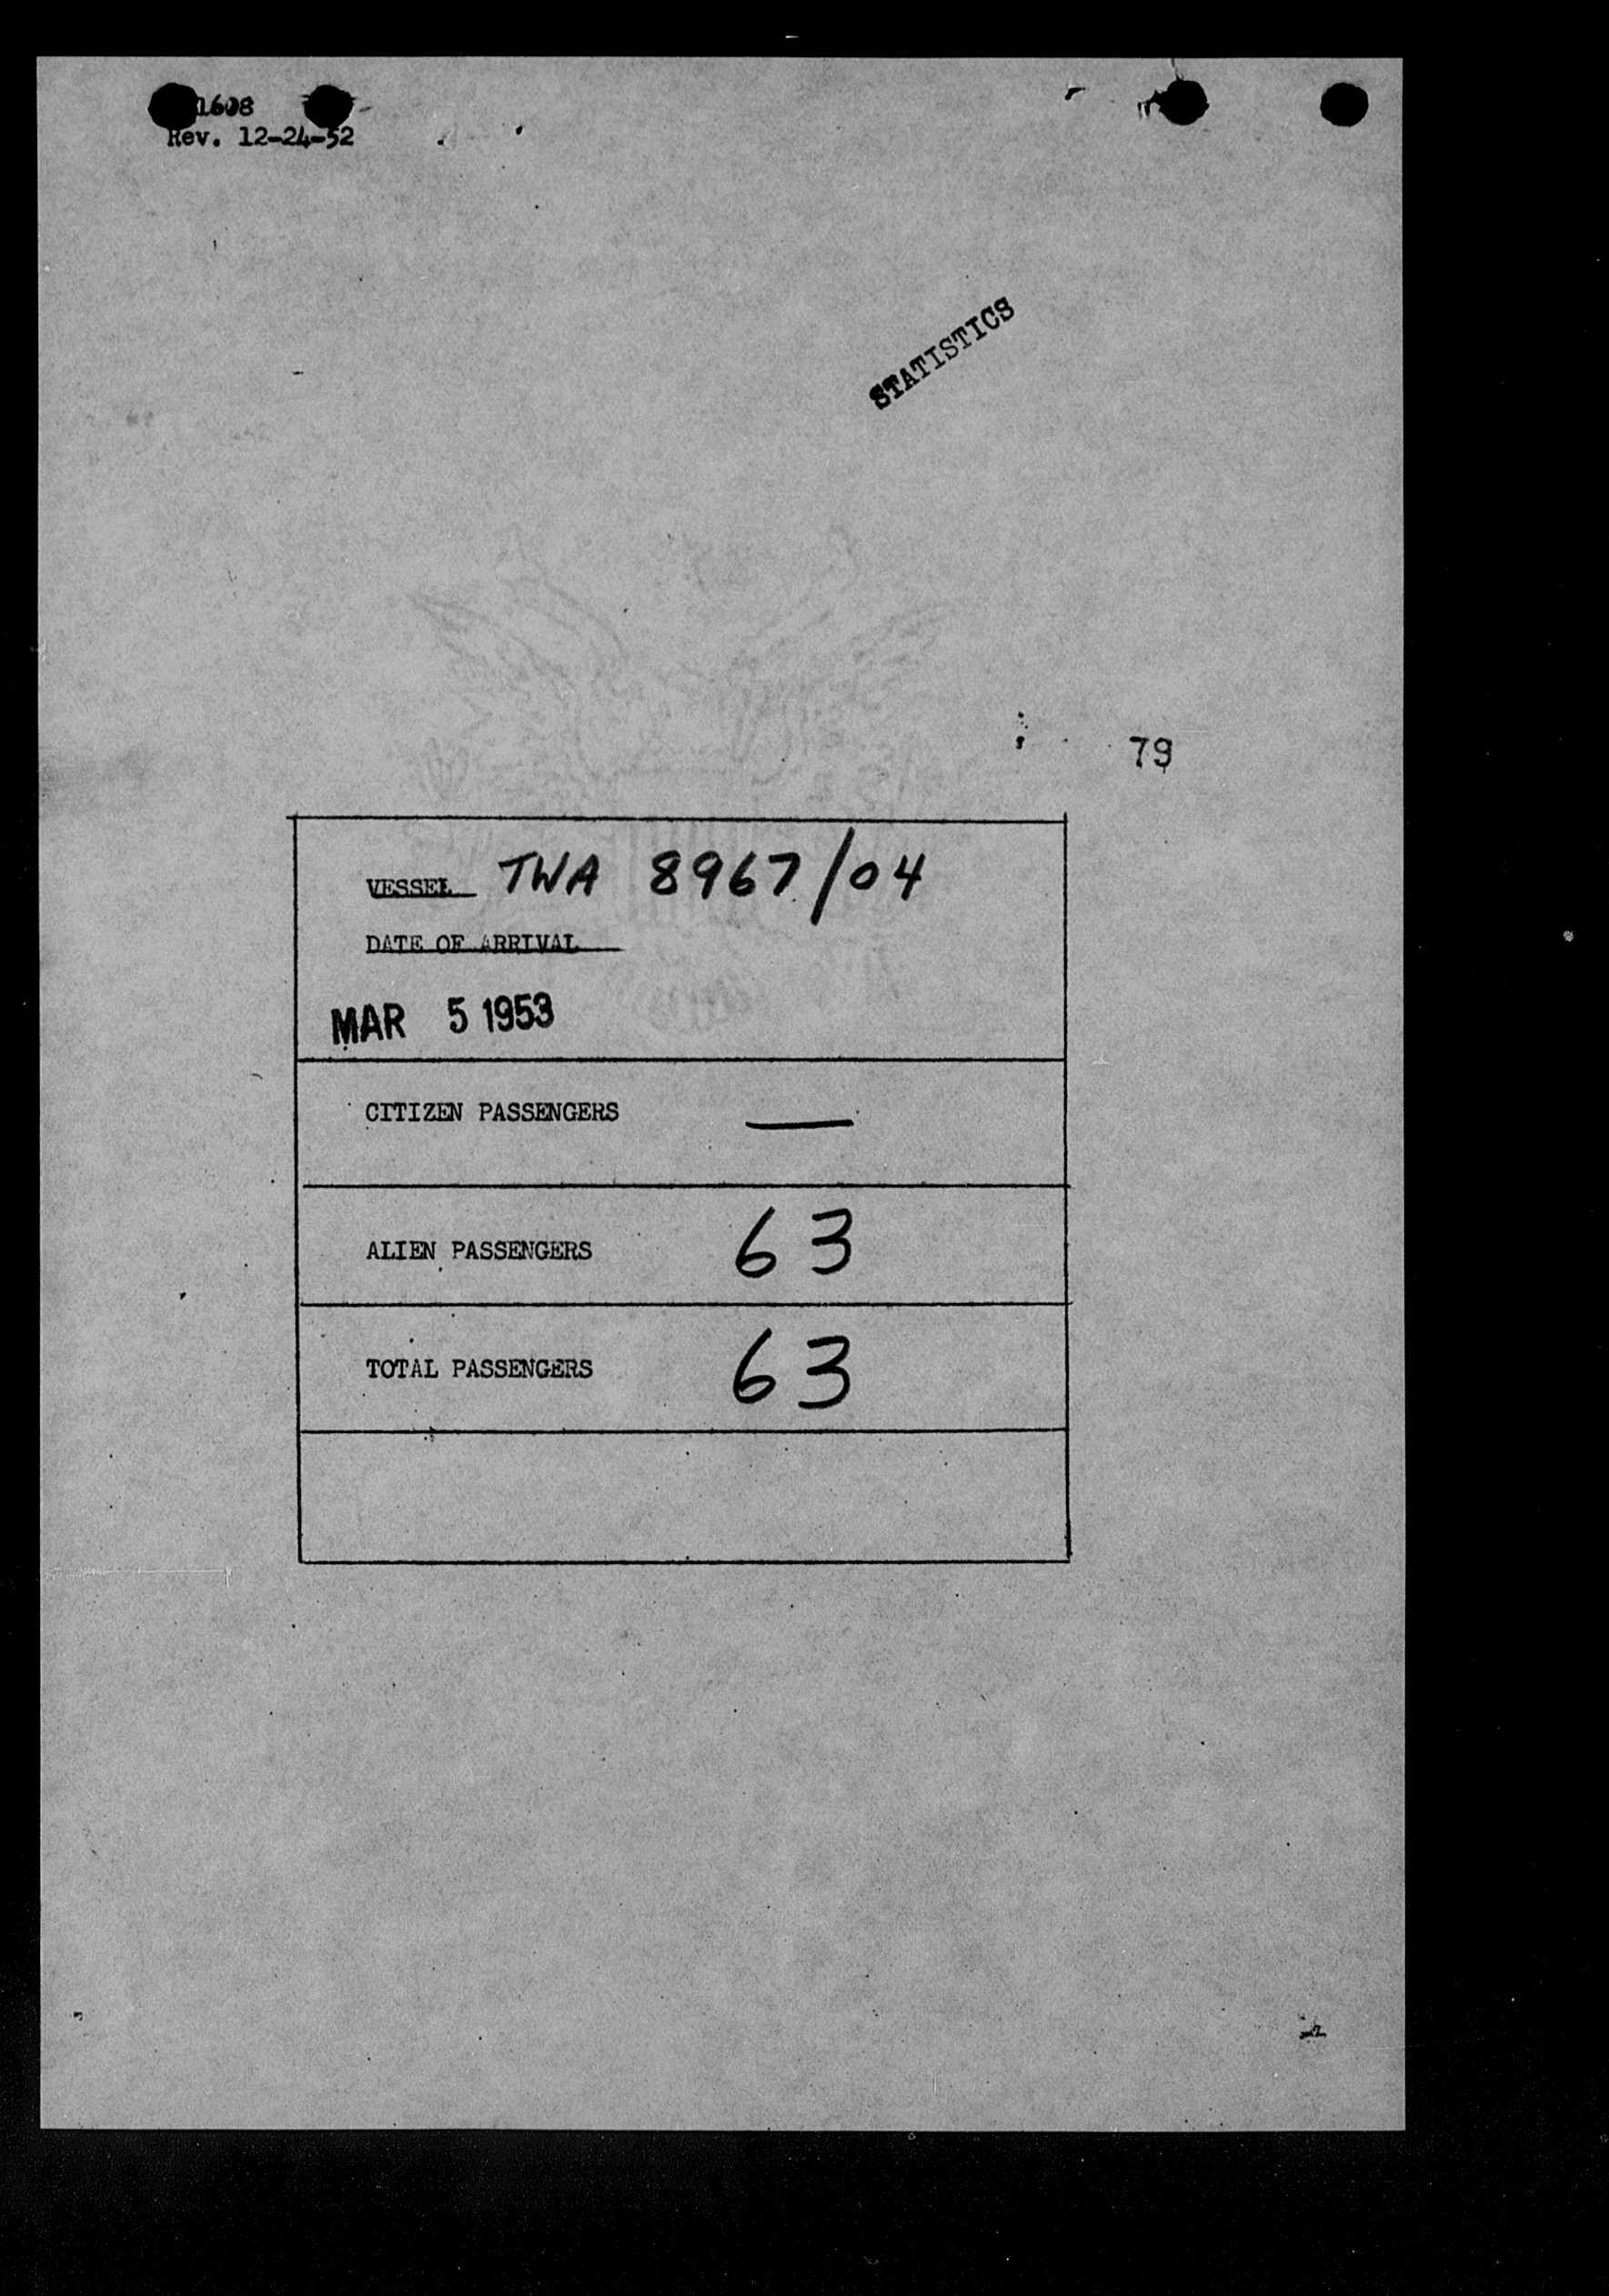 1608
Rev. 12-24-52
STATISTICS
79
VESSEL TWA 8967/04
DATE OF ARRIVAL
MAR 5 1953
CITIZEN PASSENGERS —
ALIEN PASSENGERS 63
TOTAL PASSENGERS 63